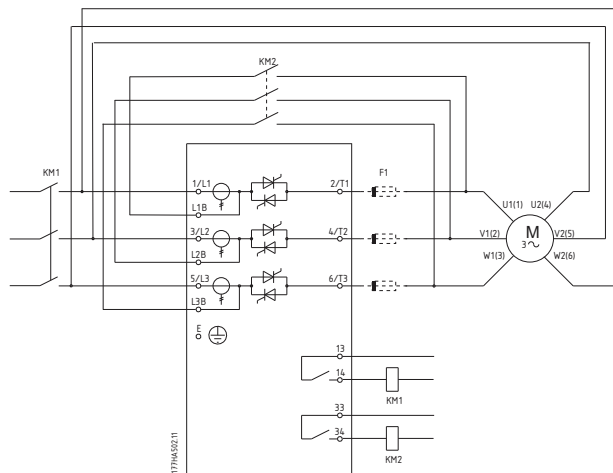 KM2
KM1
F1
1/L1
2/T1
U1(1)
U2(4)
L1B
3/L2
4/T2
V1(2)
M
3~
V2(5)
L2B
W1(3)
W2(6)
5/L3
6/T3
L3B
E
13
14
KM1
33
34
KM2
177HA502.11